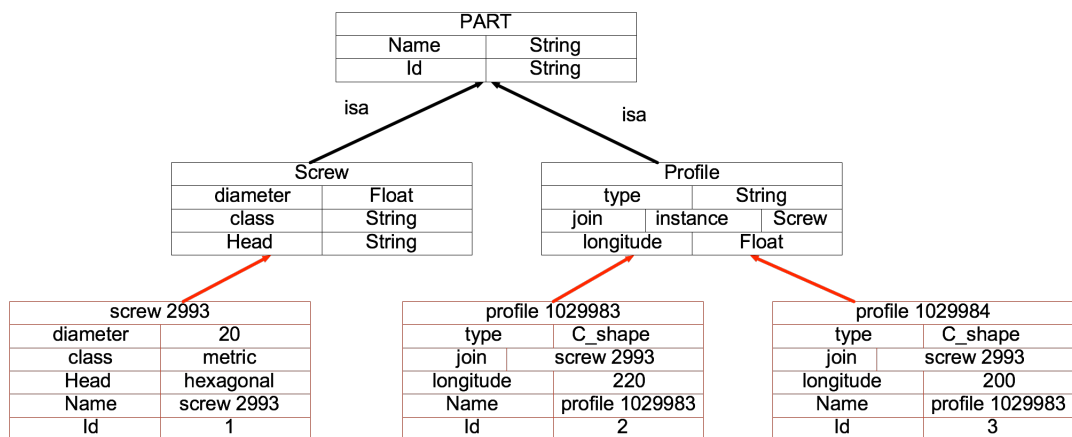 PART
Name String
Id String
isa
isa
Screw
diameter Float
class String
Head String
Profile
type String
join instance Screw
longitude Float
screw 2993
diameter 20
class metric
Head hexagonal
Name screw 2993
Id 1
profile 1029983
type C_shape
join screw 2993
longitude 220
Name profile 1029983
Id 2
profile 1029984
type C_shape
join screw 2993
longitude 200
Name profile 1029983
Id 3